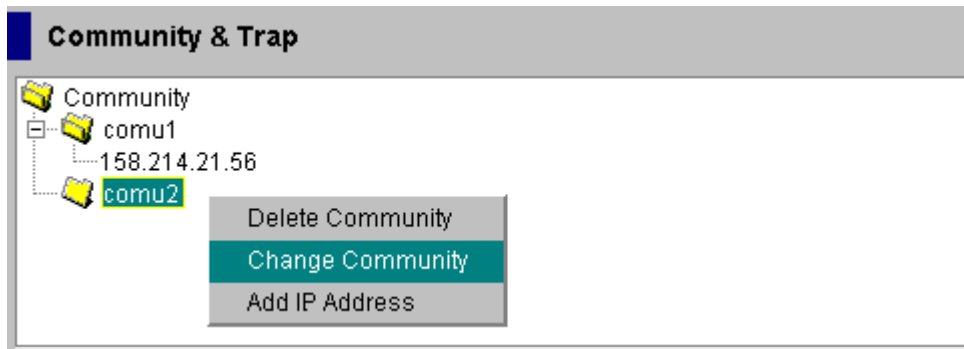 Community & Trap
Community
comu1
158.214.21.56
comu2
Delete Community
Change Community
Add IP Address